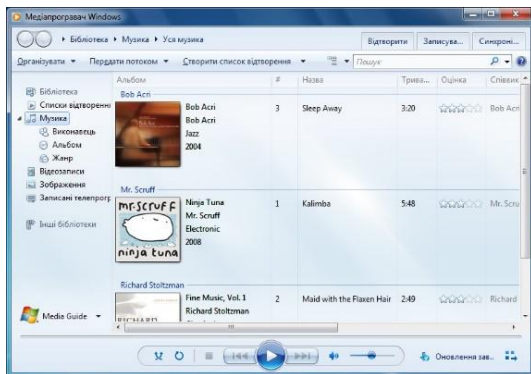 Медіапрогравач Windows
Бібліотека Музика Уся музика
Відтворити Записува... Синхроні...
Організувати Передати потоком Створити список відтворення Пошук
Альбом # Назва Трива... Оцінка Співвик
Бібліотека
Списки відтворенн
Музика
Виконавець
Альбом
Жанр
Відеозаписи
Зображення
Записані телепрогр
Інші бібліотеки
Media Guide
Bob Acri
Bob Acri 3 Sleep Away 3:20 Bob Acri
Bob Acri
Jazz
2004
Mr. Scruff
mr.scruff
ninja tuna
Ninja Tuna 1 Kalimba 5:48 Mr. Scru
Mr. Scruff
Electronic
2008
Richard Stoltzman
Fine Music, Vol. 1 2 Maid with the Flaxen Hair 2:49 Richard
Richard Stoltzman
Оновлення зав...